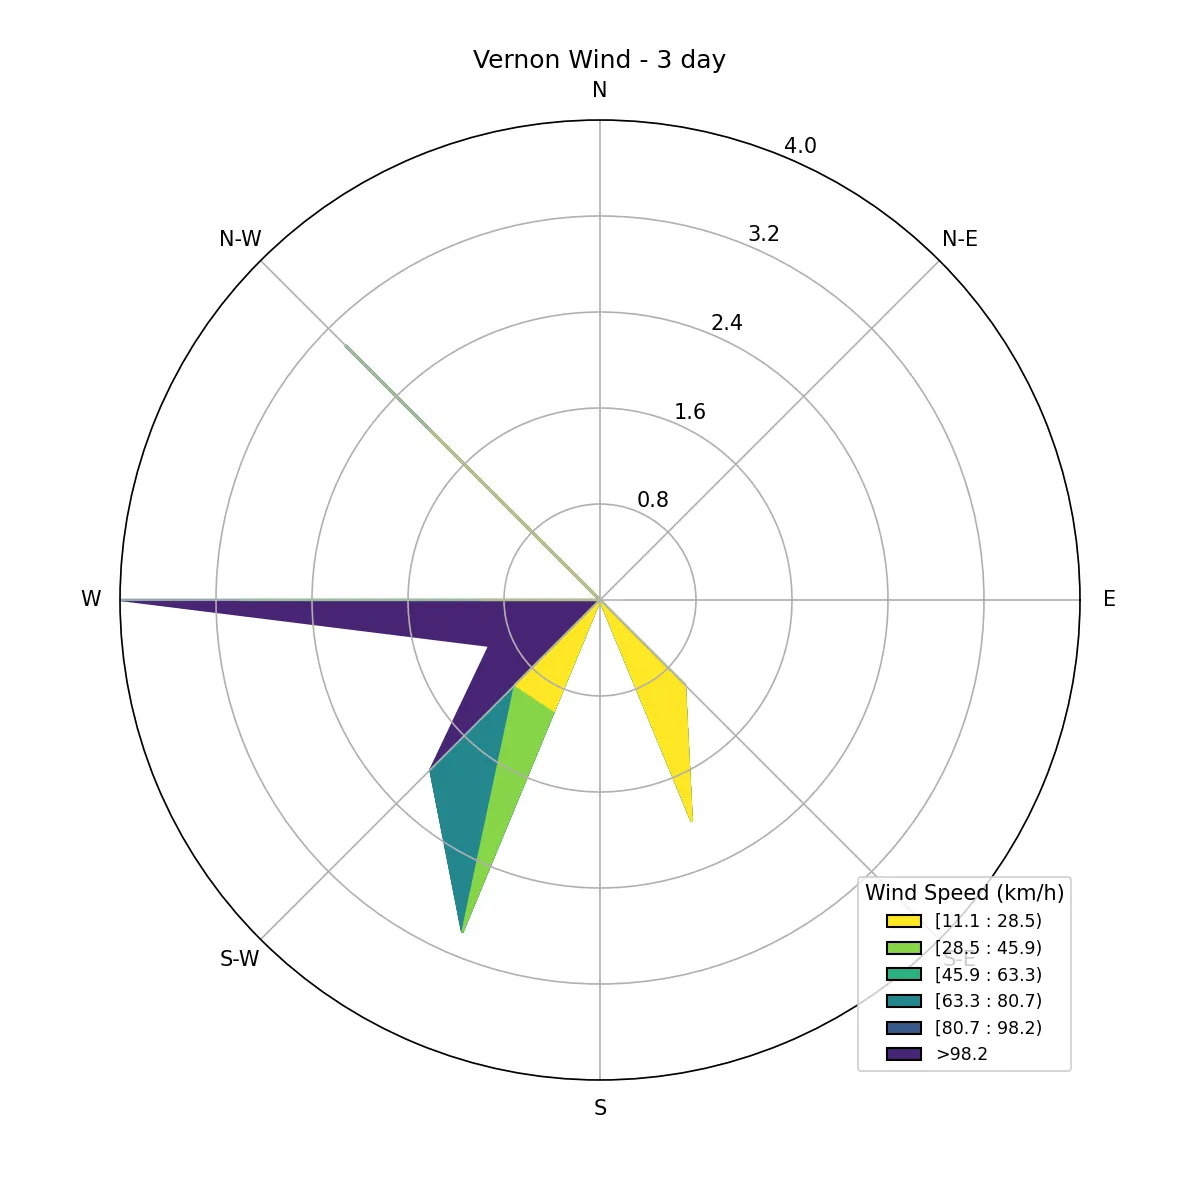 Vernon Wind - 3 day
N
4.0
N-W
3.2
N-E
2.4
1.6
0.8
W
E
Wind Speed (km/h)
[11.1 : 28.5)
[28.5 : 45.9)
S-W
S-E
[45.9 : 63.3)
[63.3 : 80.7)
[80.7 : 98.2)
>98.2
S